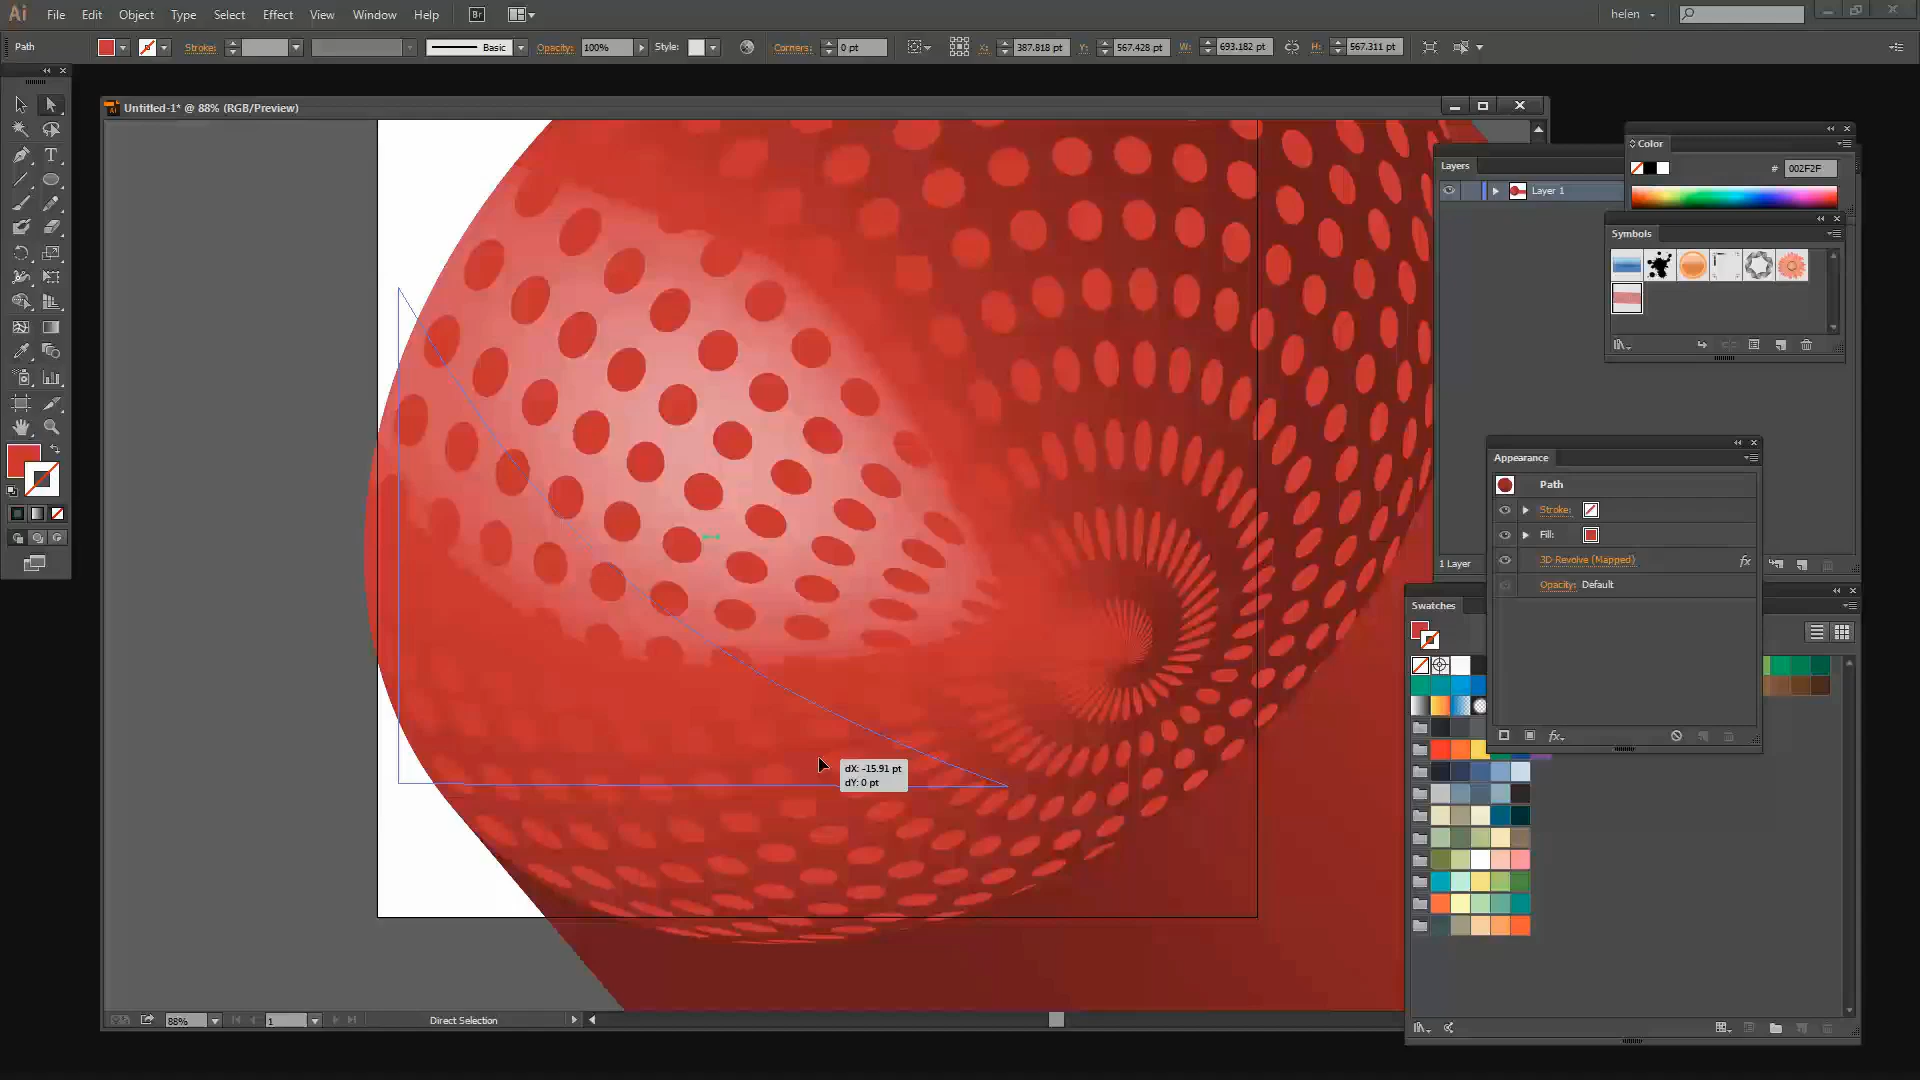 Ai File Edit Object Type Select Effect View Window Help Br helen
Path Stroke: Basic Opacity: 100% Style: Corners: 0 pt X: 387.818 pt Y: 567.428 pt W: 693.182 pt H: 567.311 pt
Untitled-1* @ 88% (RGB/Preview)
Color
# 002F2F
Layers
Layer 1
Symbols
Appearance
Path
Stroke:
Fill:
3D Revolve (Mapped) fx
Opacity: Default
1 Layer
Swatches
fx
dX: -15.91 pt
dY: 0 pt
88% 1 Direct Selection